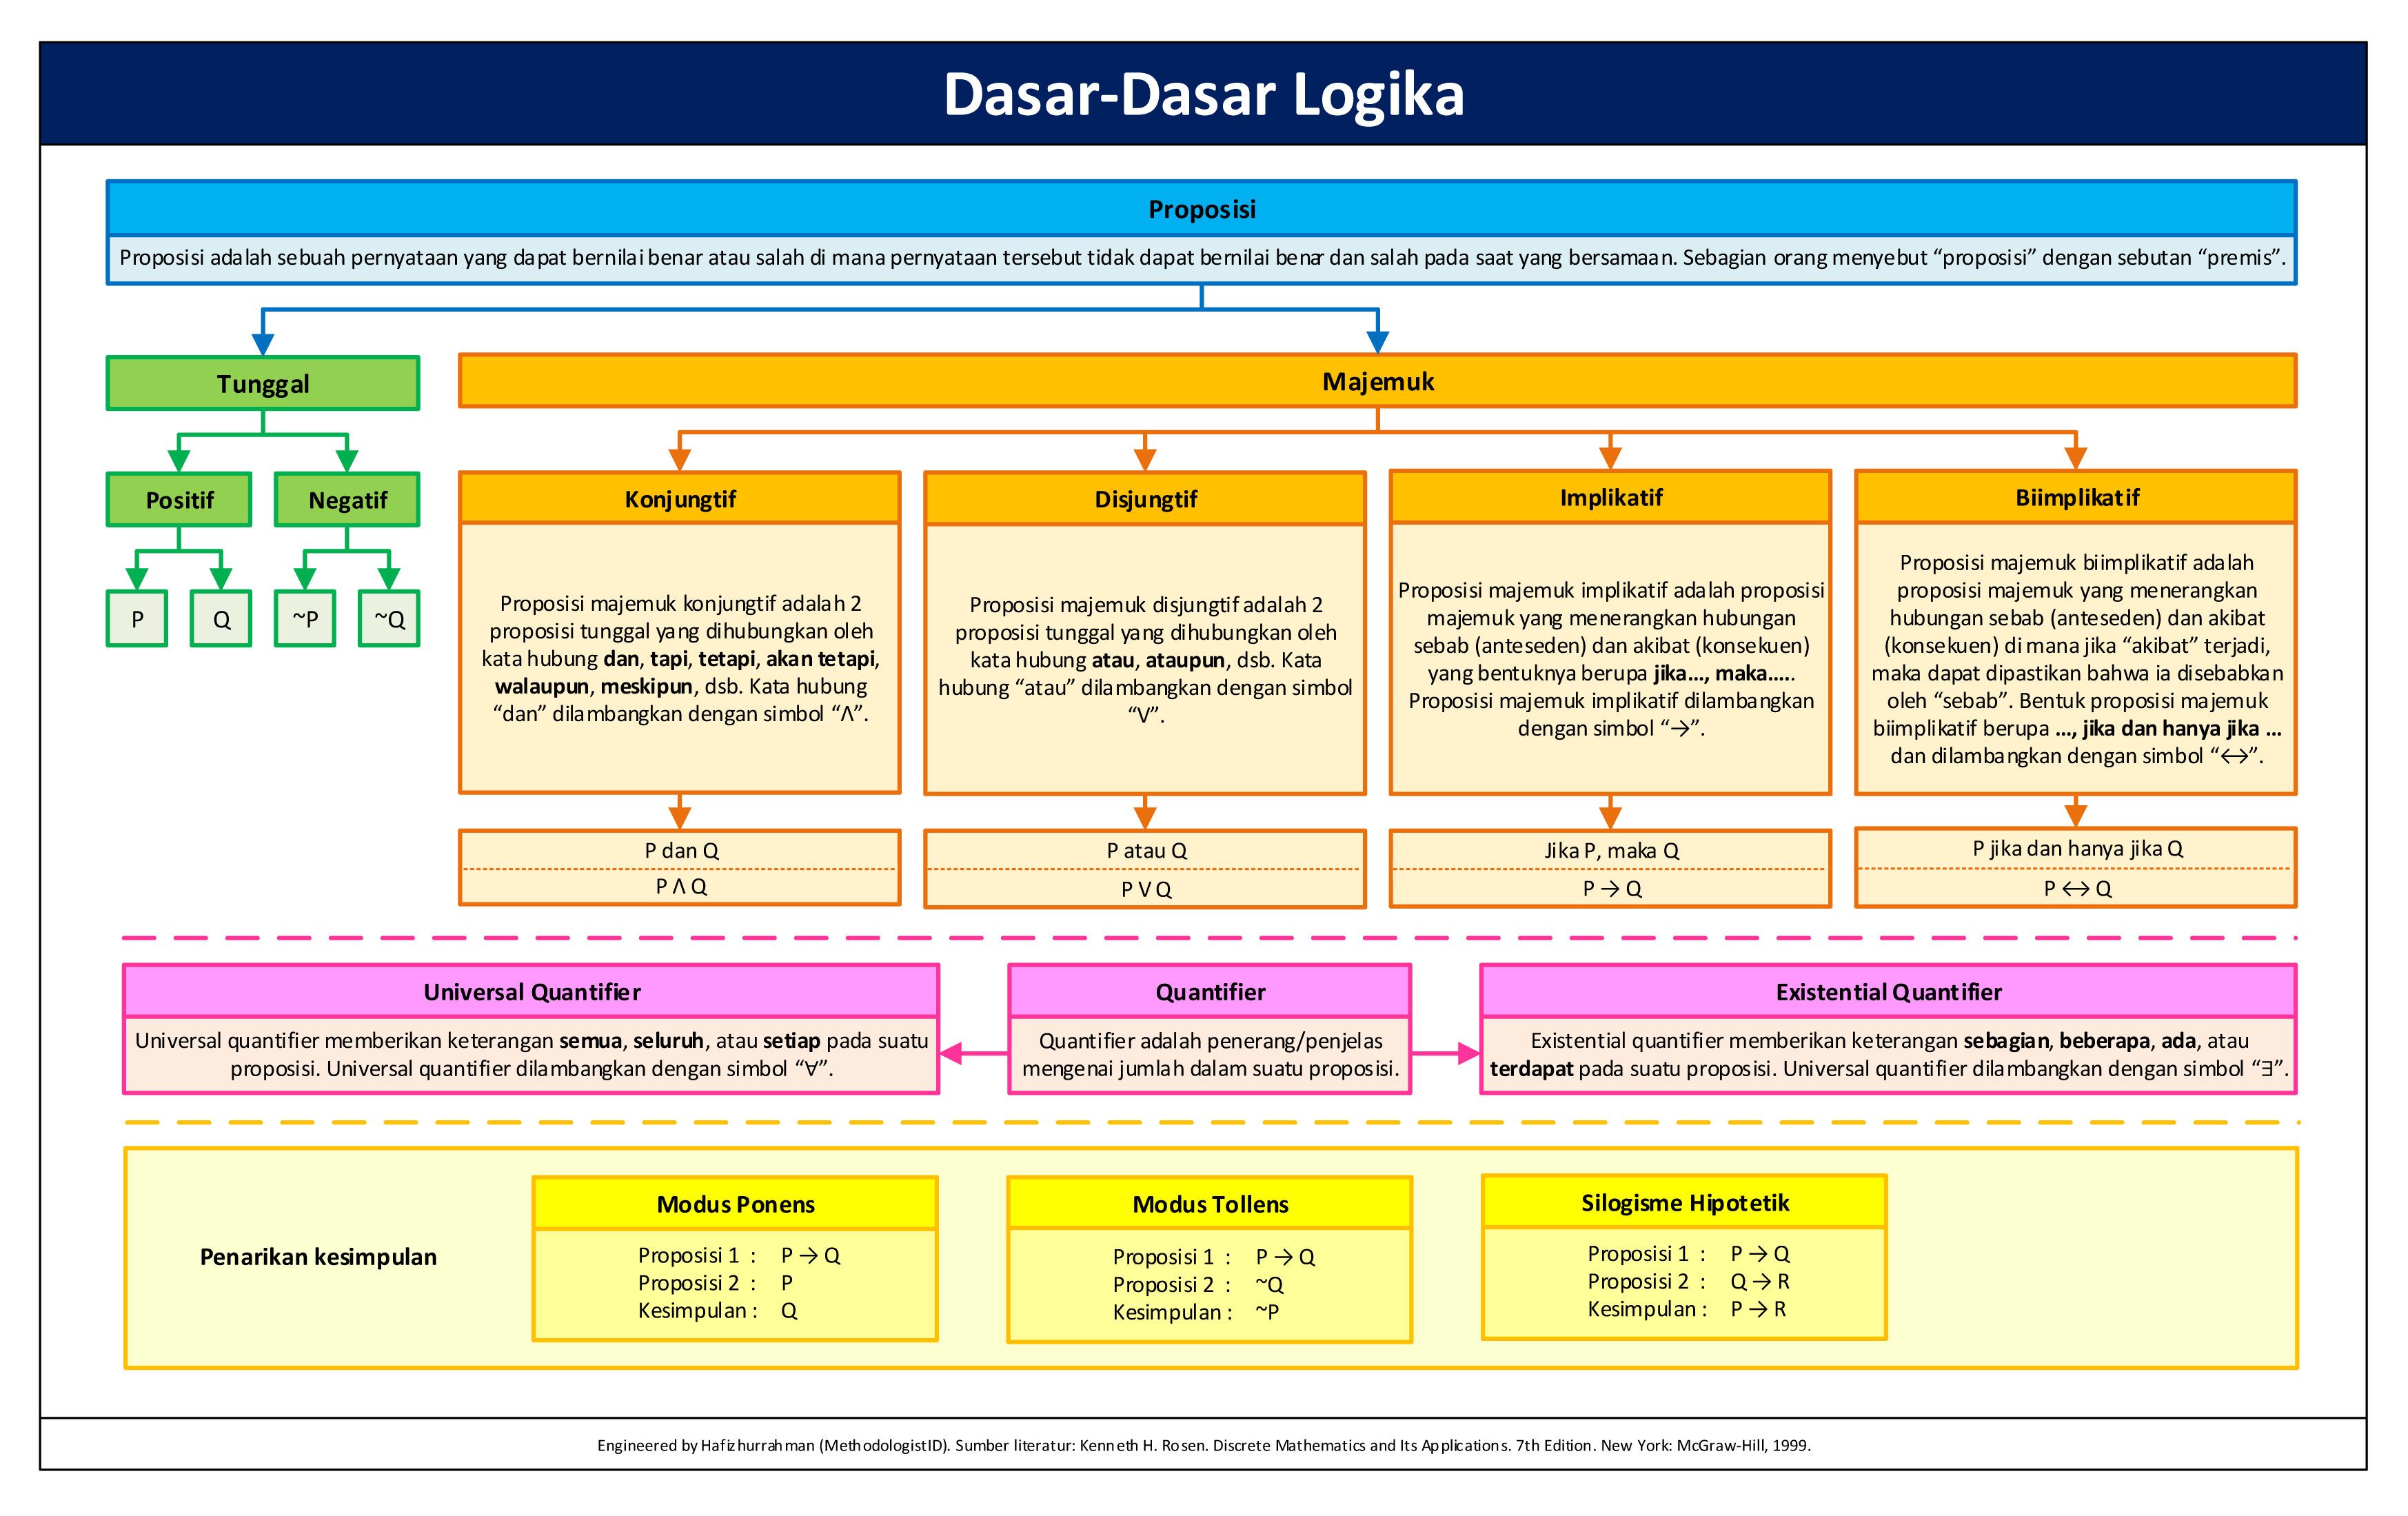 Dasar-Dasar Logika
Proposisi
Proposisi adalah sebuah pernyataan yang dapat bernilai benar atau salah di mana pernyataan tersebut tidak dapat bernilai benar dan salah pada saat yang bersamaan. Sebagian orang menyebut “proposisi” dengan sebutan “premis”.
Tunggal
Majemuk
Positif
Negatif
P
Q
~P
~Q
Konjungtif
Proposisi majemuk konjungtif adalah 2
proposisi tunggal yang dihubungkan oleh
kata hubung dan, tapi, tetapi, akan tetapi,
walaupun, meskipun, dsb. Kata hubung
“dan” dilambangkan dengan simbol “Λ”.
P dan Q
P Λ Q
Disjungtif
Proposisi majemuk disjungtif adalah 2
proposisi tunggal yang dihubungkan oleh
kata hubung atau, ataupun, dsb. Kata
hubung “atau” dilambangkan dengan simbol
“V”.
P atau Q
P V Q
Implikatif
Proposisi majemuk implikatif adalah proposisi
majemuk yang menerangkan hubungan
sebab (anteseden) dan akibat (konsekuen)
yang bentuknya berupa jika..., maka.....
Proposisi majemuk implikatif dilambangkan
dengan simbol “→”.
Jika P, maka Q
P → Q
Biimplikatif
Proposisi majemuk biimplikatif adalah
proposisi majemuk yang menerangkan
hubungan sebab (anteseden) dan akibat
(konsekuen) di mana jika “akibat” terjadi,
maka dapat dipastikan bahwa ia disebabkan
oleh “sebab”. Bentuk proposisi majemuk
biimplikatif berupa ..., jika dan hanya jika ...
dan dilambangkan dengan simbol “↔”.
P jika dan hanya jika Q
P ↔ Q
Universal Quantifier
Universal quantifier memberikan keterangan semua, seluruh, atau setiap pada suatu
proposisi. Universal quantifier dilambangkan dengan simbol “∀”.
Quantifier
Quantifier adalah penerang/penjelas
mengenai jumlah dalam suatu proposisi.
Existential Quantifier
Existential quantifier memberikan keterangan sebagian, beberapa, ada, atau
terdapat pada suatu proposisi. Universal quantifier dilambangkan dengan simbol “∃”.
Penarikan kesimpulan
Modus Ponens
Proposisi 1 : P → Q
Proposisi 2 : P
Kesimpulan : Q
Modus Tollens
Proposisi 1 : P → Q
Proposisi 2 : ~Q
Kesimpulan : ~P
Silogisme Hipotetik
Proposisi 1 : P → Q
Proposisi 2 : Q → R
Kesimpulan : P → R
Engineered by Hafizhurrahman (MethodologistID). Sumber literatur: Kenneth H. Rosen. Discrete Mathematics and Its Applications. 7th Edition. New York: McGraw-Hill, 1999.